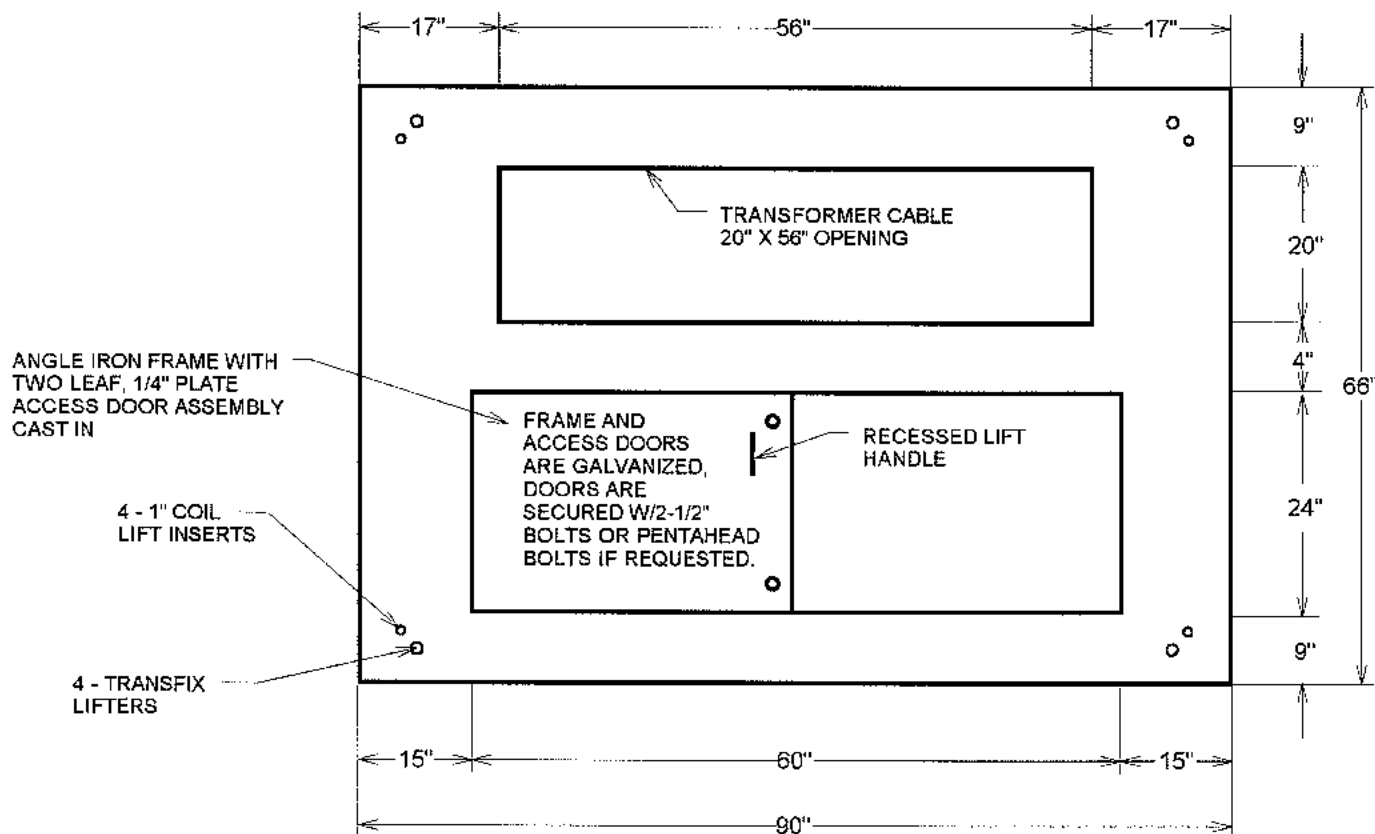 17"
56"
17"
9"
TRANSFORMER CABLE
20" X 56" OPENING
20"
4"
66"
ANGLE IRON FRAME WITH
TWO LEAF, 1/4" PLATE
ACCESS DOOR ASSEMBLY
CAST IN
FRAME AND
ACCESS DOORS
ARE GALVANIZED,
DOORS ARE
SECURED W/2-1/2"
BOLTS OR PENTAHEAD
BOLTS IF REQUESTED.
RECESSED LIFT
HANDLE
24"
4 - 1" COIL
LIFT INSERTS
9"
4 - TRANSFIX
LIFTERS
15"
60"
15"
90"